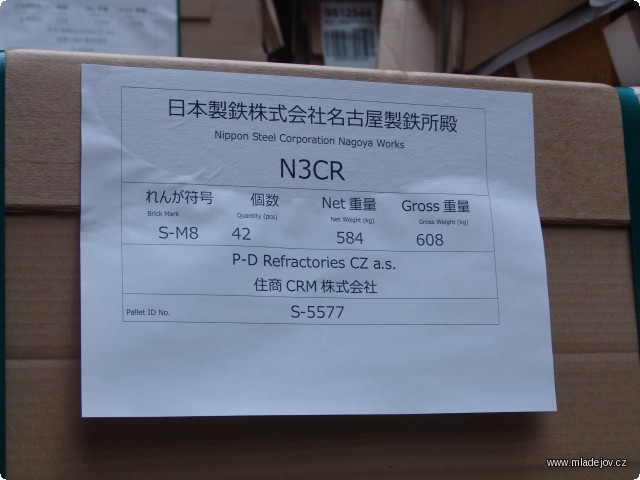 9912544
日本製鉄株式会社名古屋製鉄所殿
Nippon Steel Corporation Nagoya Works
N3CR
れんが符号 個数 Net 重量 Gross 重量
Brick Mark Quantity (pcs) Net Weight (kg) Gross Weight (kg)
S-M8 42 584 608
P-D Refractories CZ a.s.
住商 CRM 株式会社
Pallet ID No. S-5577
www.mladejov.cz